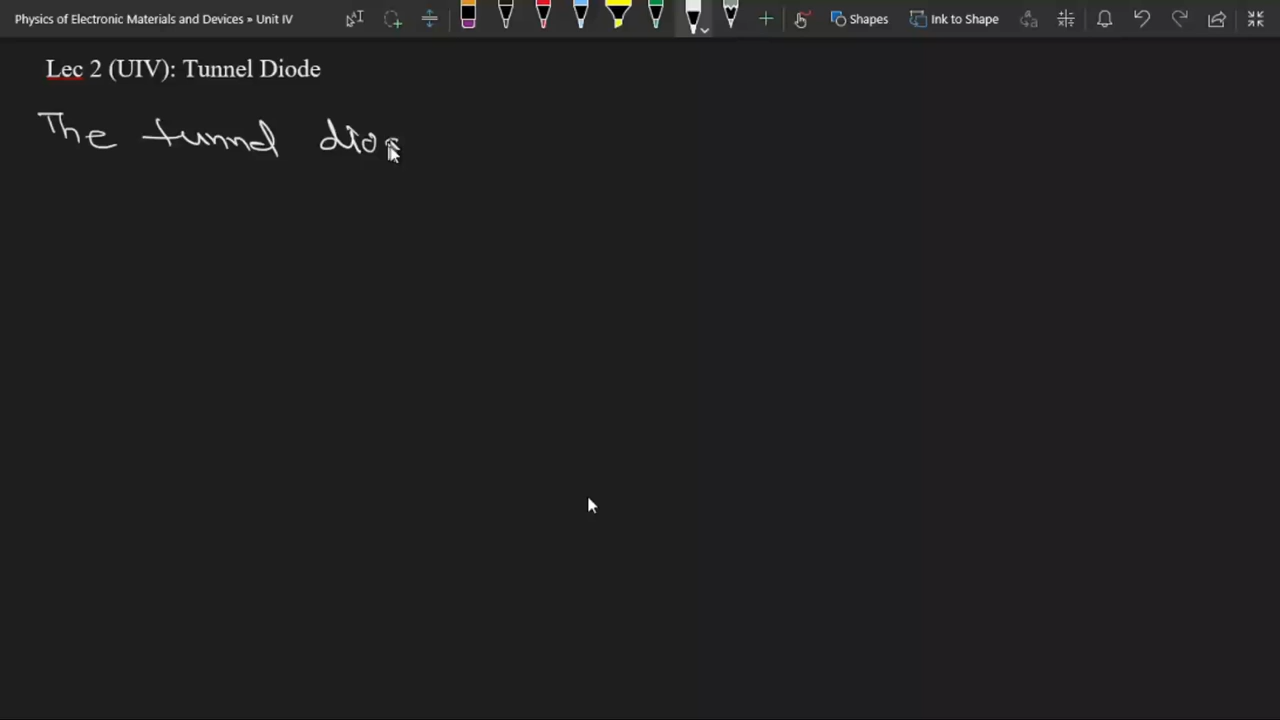 Physics of Electronic Materials and Devices » Unit IV
Shapes
Ink to Shape
Lec 2 (UIV): Tunnel Diode
The tunnel dio